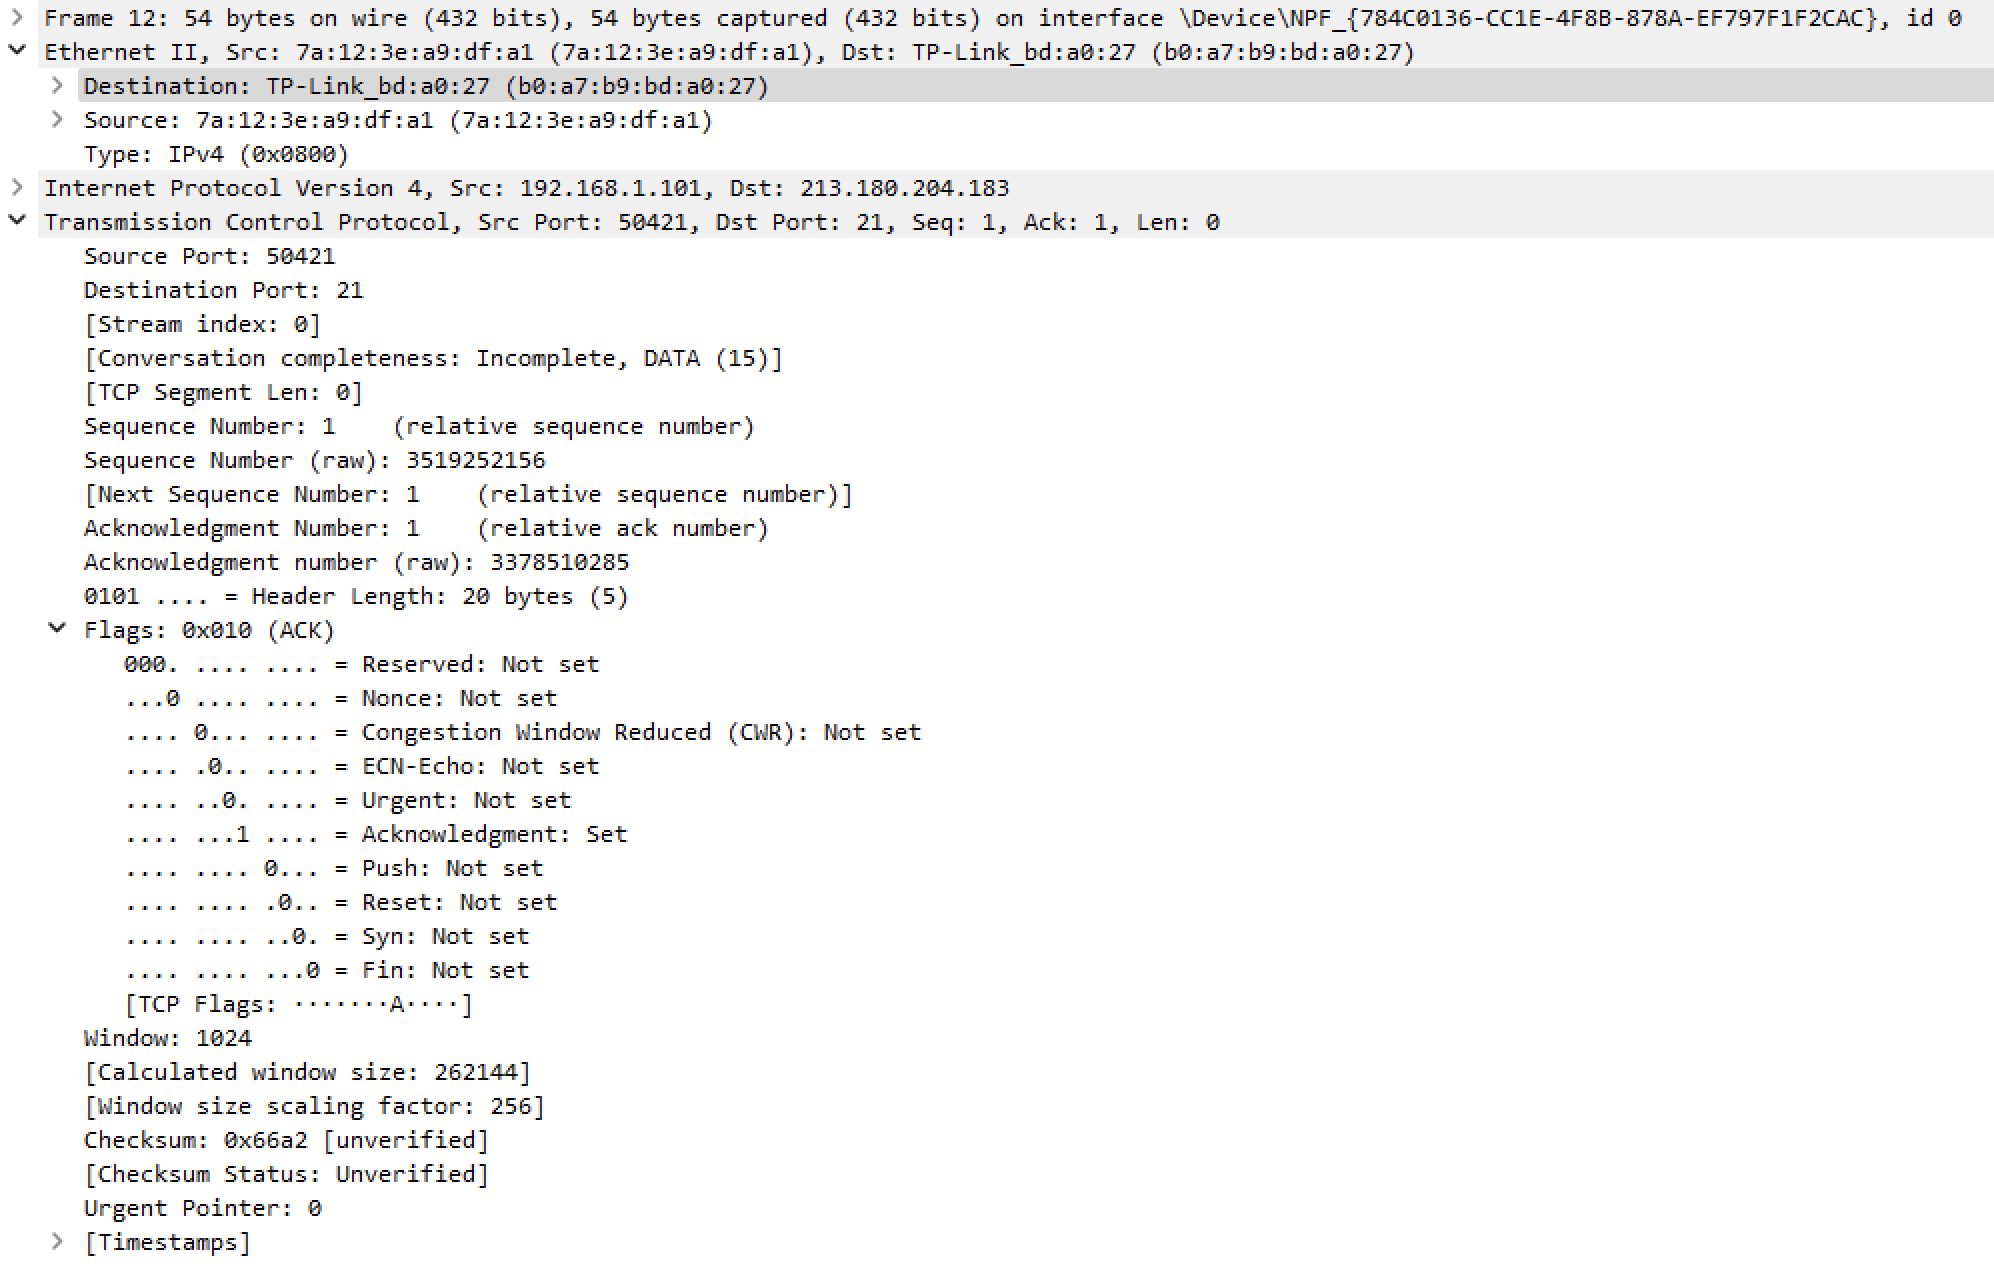 Frame 12: 54 bytes on wire (432 bits), 54 bytes captured (432 bits) on interface \Device\NPF_{784C0136-CC1E-4F8B-878A-EF797F1F2CAC}, id 0
Ethernet II, Src: 7a:12:3e:a9:df:a1 (7a:12:3e:a9:df:a1), Dst: TP-Link_bd:a0:27 (b0:a7:b9:bd:a0:27)
Destination: TP-Link_bd:a0:27 (b0:a7:b9:bd:a0:27)
Source: 7a:12:3e:a9:df:a1 (7a:12:3e:a9:df:a1)
Type: IPv4 (0x0800)
Internet Protocol Version 4, Src: 192.168.1.101, Dst: 213.180.204.183
Transmission Control Protocol, Src Port: 50421, Dst Port: 21, Seq: 1, Ack: 1, Len: 0
Source Port: 50421
Destination Port: 21
[Stream index: 0]
[Conversation completeness: Incomplete, DATA (15)]
[TCP Segment Len: 0]
Sequence Number: 1    (relative sequence number)
Sequence Number (raw): 3519252156
[Next Sequence Number: 1    (relative sequence number)]
Acknowledgment Number: 1    (relative ack number)
Acknowledgment number (raw): 3378510285
0101 .... = Header Length: 20 bytes (5)
Flags: 0x010 (ACK)
000. .... .... = Reserved: Not set
...0 .... .... = Nonce: Not set
.... 0... .... = Congestion Window Reduced (CWR): Not set
.... .0.. .... = ECN-Echo: Not set
.... ..0. .... = Urgent: Not set
.... ...1 .... = Acknowledgment: Set
.... .... 0... = Push: Not set
.... .... .0.. = Reset: Not set
.... .... ..0. = Syn: Not set
.... .... ...0 = Fin: Not set
[TCP Flags: ·······A····]
Window: 1024
[Calculated window size: 262144]
[Window size scaling factor: 256]
Checksum: 0x66a2 [unverified]
[Checksum Status: Unverified]
Urgent Pointer: 0
[Timestamps]